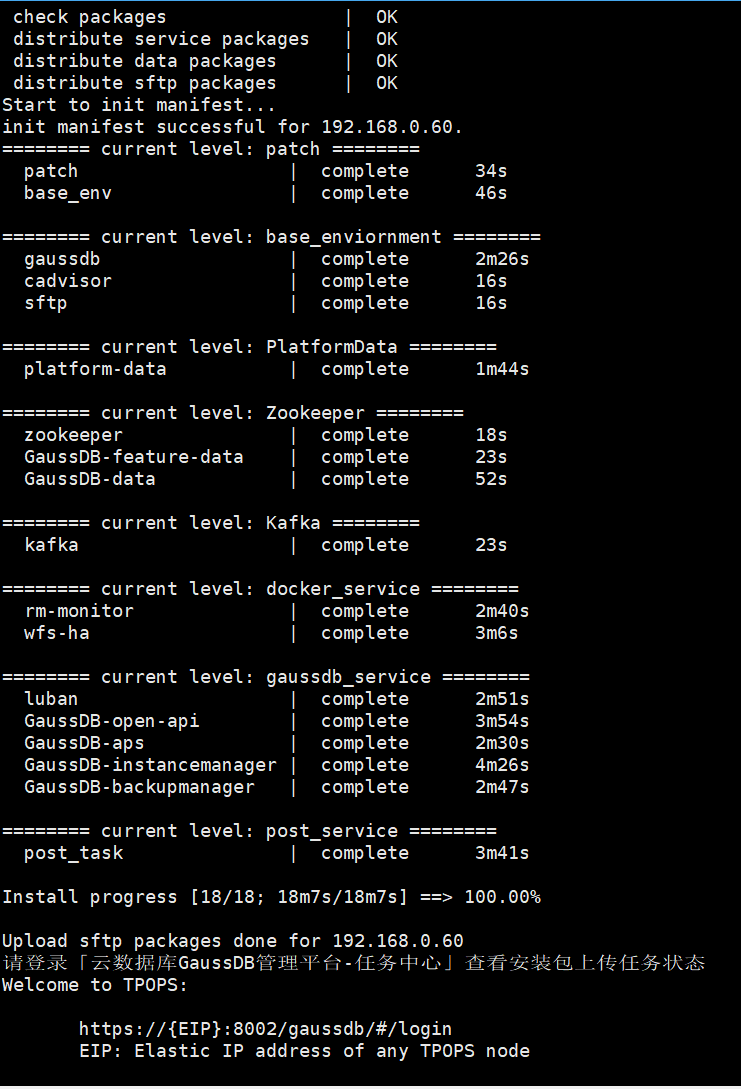 check packages | OK
distribute service packages | OK
distribute data packages | OK
distribute sftp packages | OK
Start to init manifest...
init manifest successful for 192.168.0.60.
======== current level: patch ========
patch | complete 34s
base_env | complete 46s
======== current level: base_enviornment ========
gaussdb | complete 2m26s
cadvisor | complete 16s
sftp | complete 16s
======== current level: PlatformData ========
platform-data | complete 1m44s
======== current level: Zookeeper ========
zookeeper | complete 18s
GaussDB-feature-data | complete 23s
GaussDB-data | complete 52s
======== current level: Kafka ========
kafka | complete 23s
======== current level: docker_service ========
rm-monitor | complete 2m40s
wfs-ha | complete 3m6s
======== current level: gaussdb_service ========
luban | complete 2m51s
GaussDB-open-api | complete 3m54s
GaussDB-aps | complete 2m30s
GaussDB-instancemanager | complete 4m26s
GaussDB-backupmanager | complete 2m47s
======== current level: post_service ========
post_task | complete 3m41s
Install progress [18/18; 18m7s/18m7s] ==> 100.00%
Upload sftp packages done for 192.168.0.60
请登录「云数据库GaussDB管理平台-任务中心」查看安装包上传任务状态
Welcome to TPOPS:
https://{EIP}:8002/gaussdb/#/login
EIP: Elastic IP address of any TPOPS node